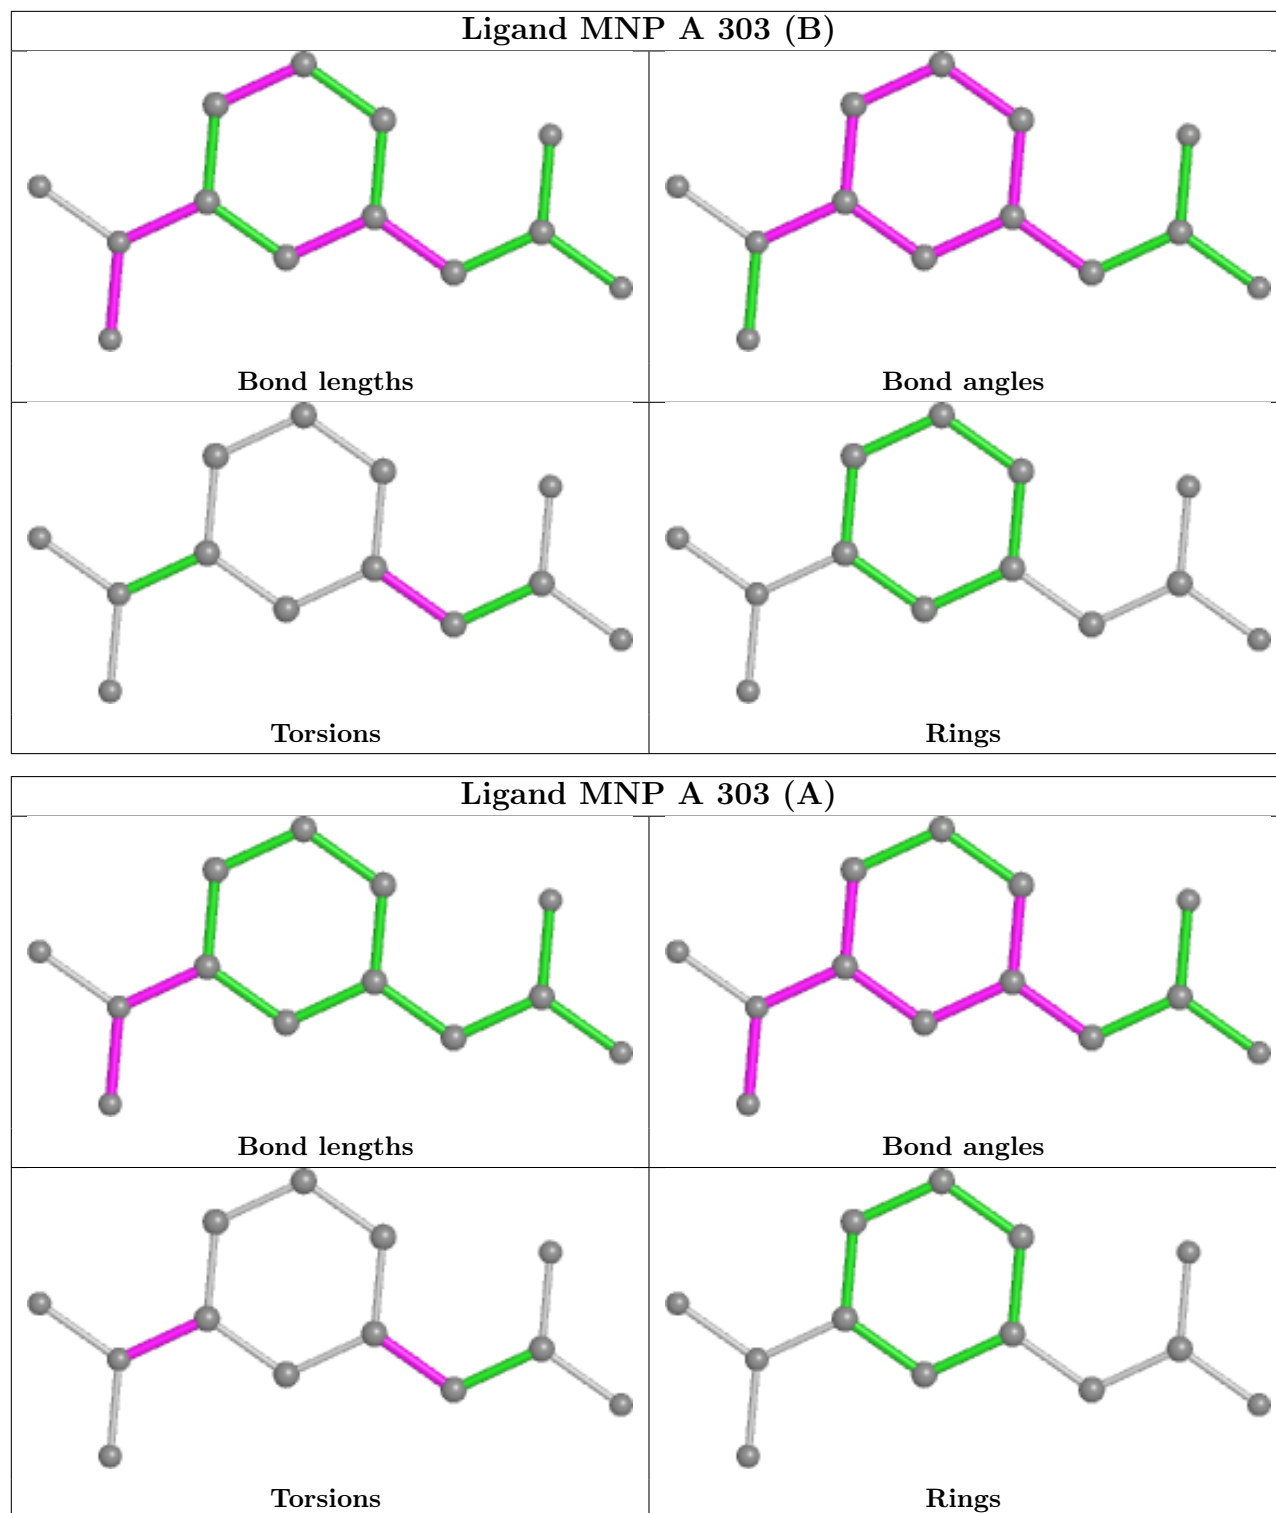 Ligand MNP A 303 (B)
Bond lengths
Bond angles
Torsions
Rings
Ligand MNP A 303 (A)
Bond lengths
Bond angles
Torsions
Rings